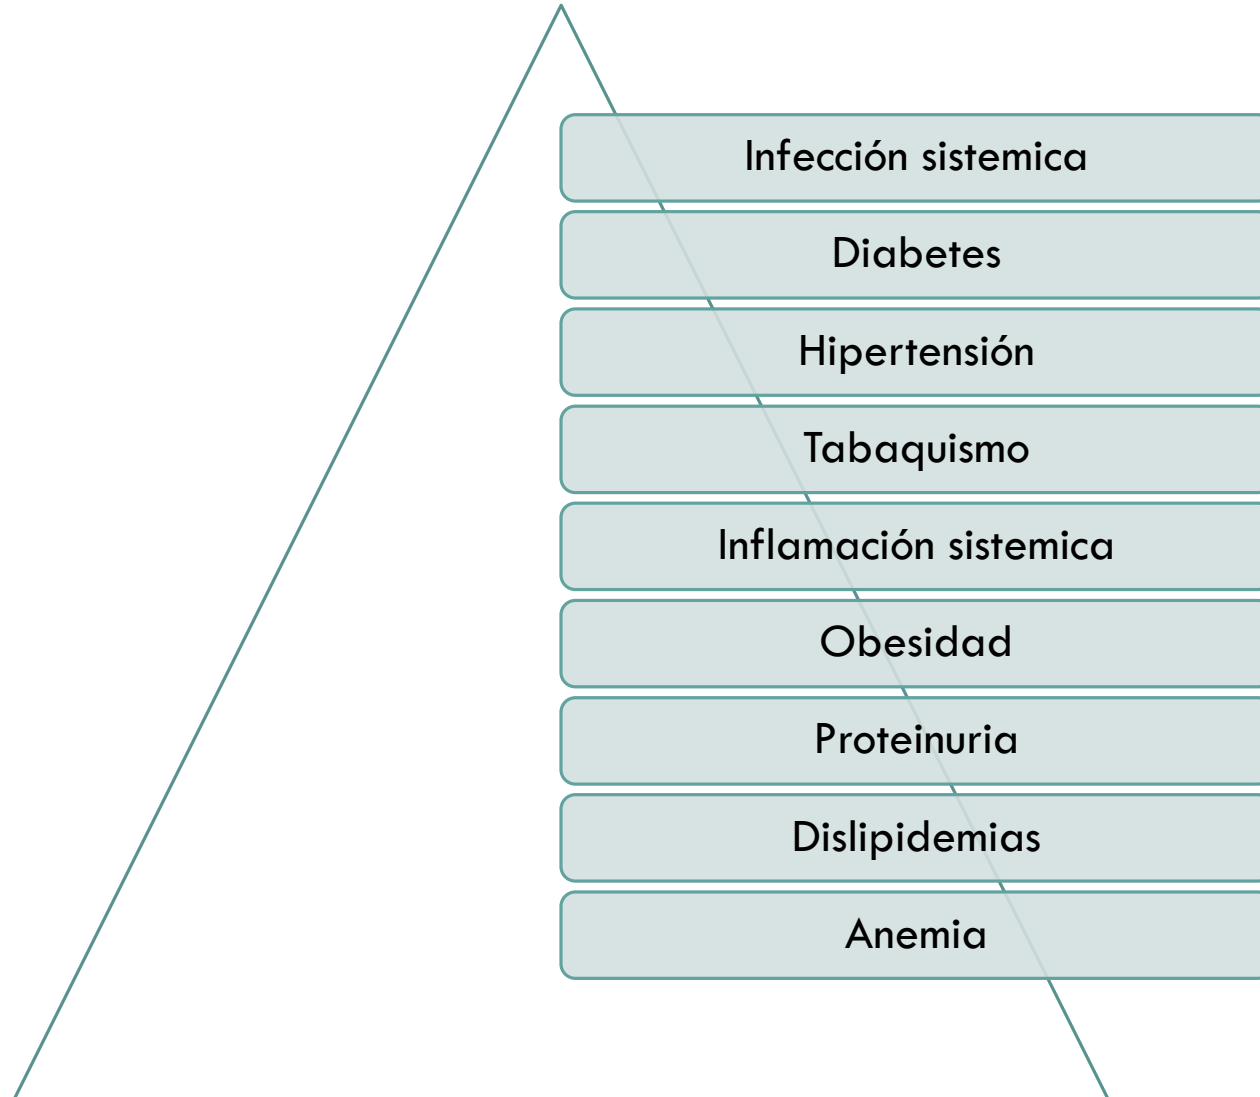 Infección sistemica
Diabetes
Hipertensión
Tabaquismo
Inflamación sistemica
Obesidad
Proteinuria
Dislipidemias
Anemia